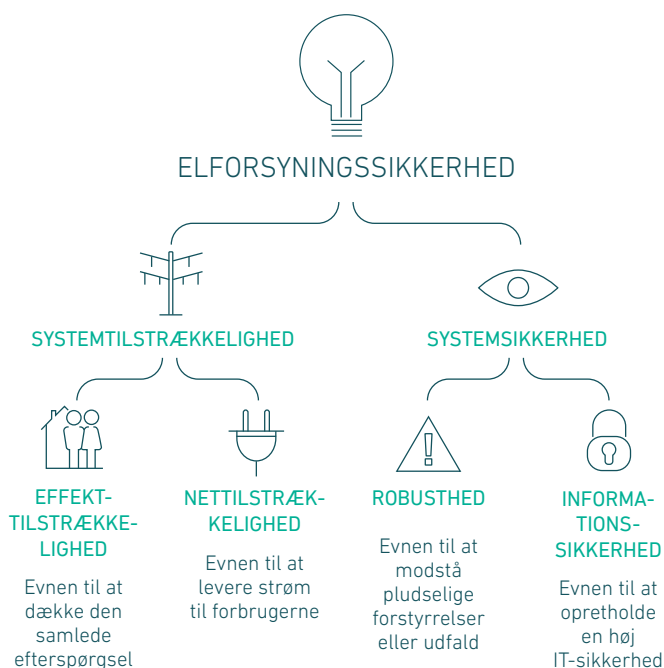 ELFORSYNINGSSIKKERHED
SYSTEMTILSTRÆKKELIGHED
SYSTEMSIKKERHED
EFFEKT-
TILSTRÆKKE-
LIGHED
Evnen til at
dække den
samlede
efterspørgsel
NETTILSTRÆK-
KELIGHED
Evnen til at
levere strøm
til forbrugerne
ROBUSTHED
Evnen til at
modstå
pludselige
forstyrrelser
eller udfald
INFORMA-
TIONS-
SIKKERHED
Evnen til at
opretholde
en høj
IT-sikkerhed